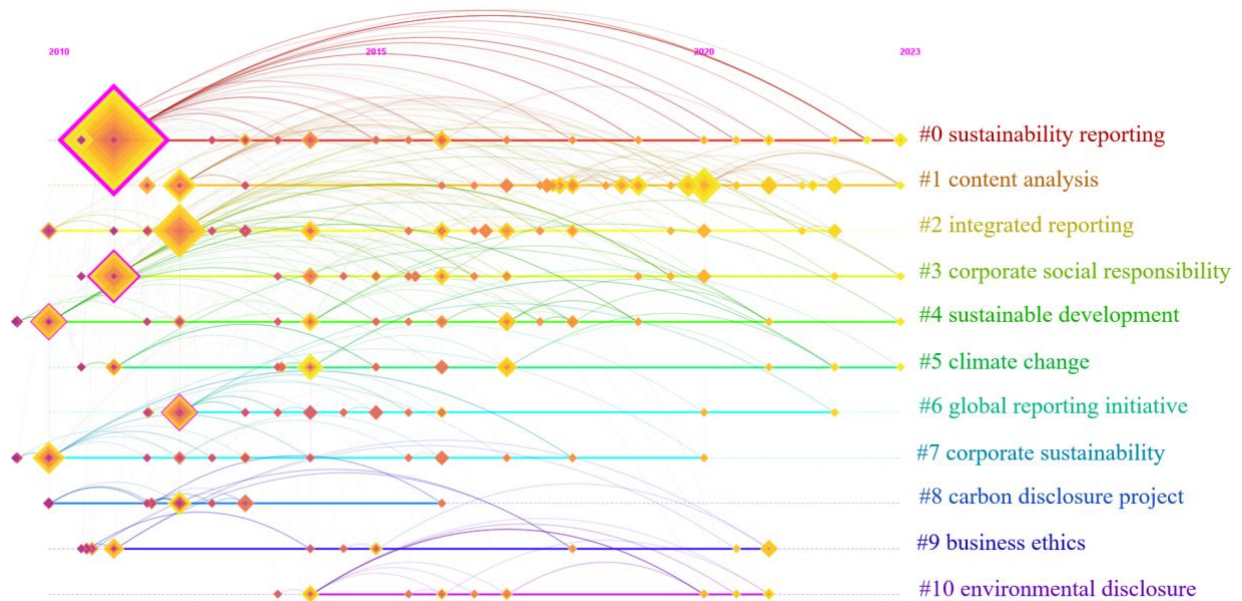 2010 2015 2020 2023
#0 sustainability reporting
#1 content analysis
#2 integrated reporting
#3 corporate social responsibility
#4 sustainable development
#5 climate change
#6 global reporting initiative
#7 corporate sustainability
#8 carbon disclosure project
#9 business ethics
#10 environmental disclosure